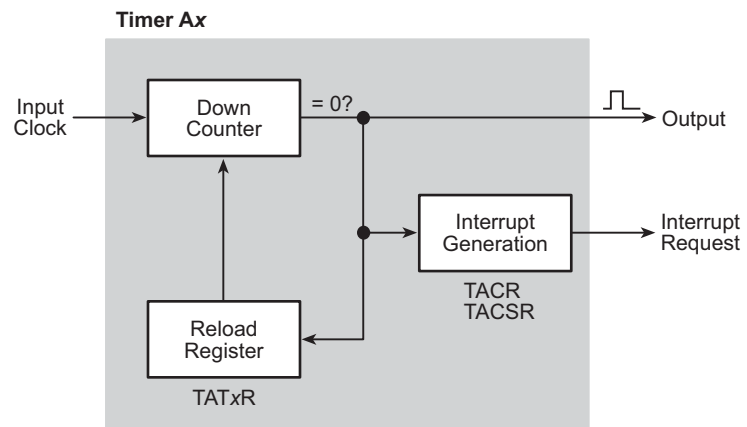 Timer Ax
Input
Clock
Down
Counter
= 0?
Output
Interrupt
Generation
Interrupt
Request
TACR
TACSR
Reload
Register
TATxR